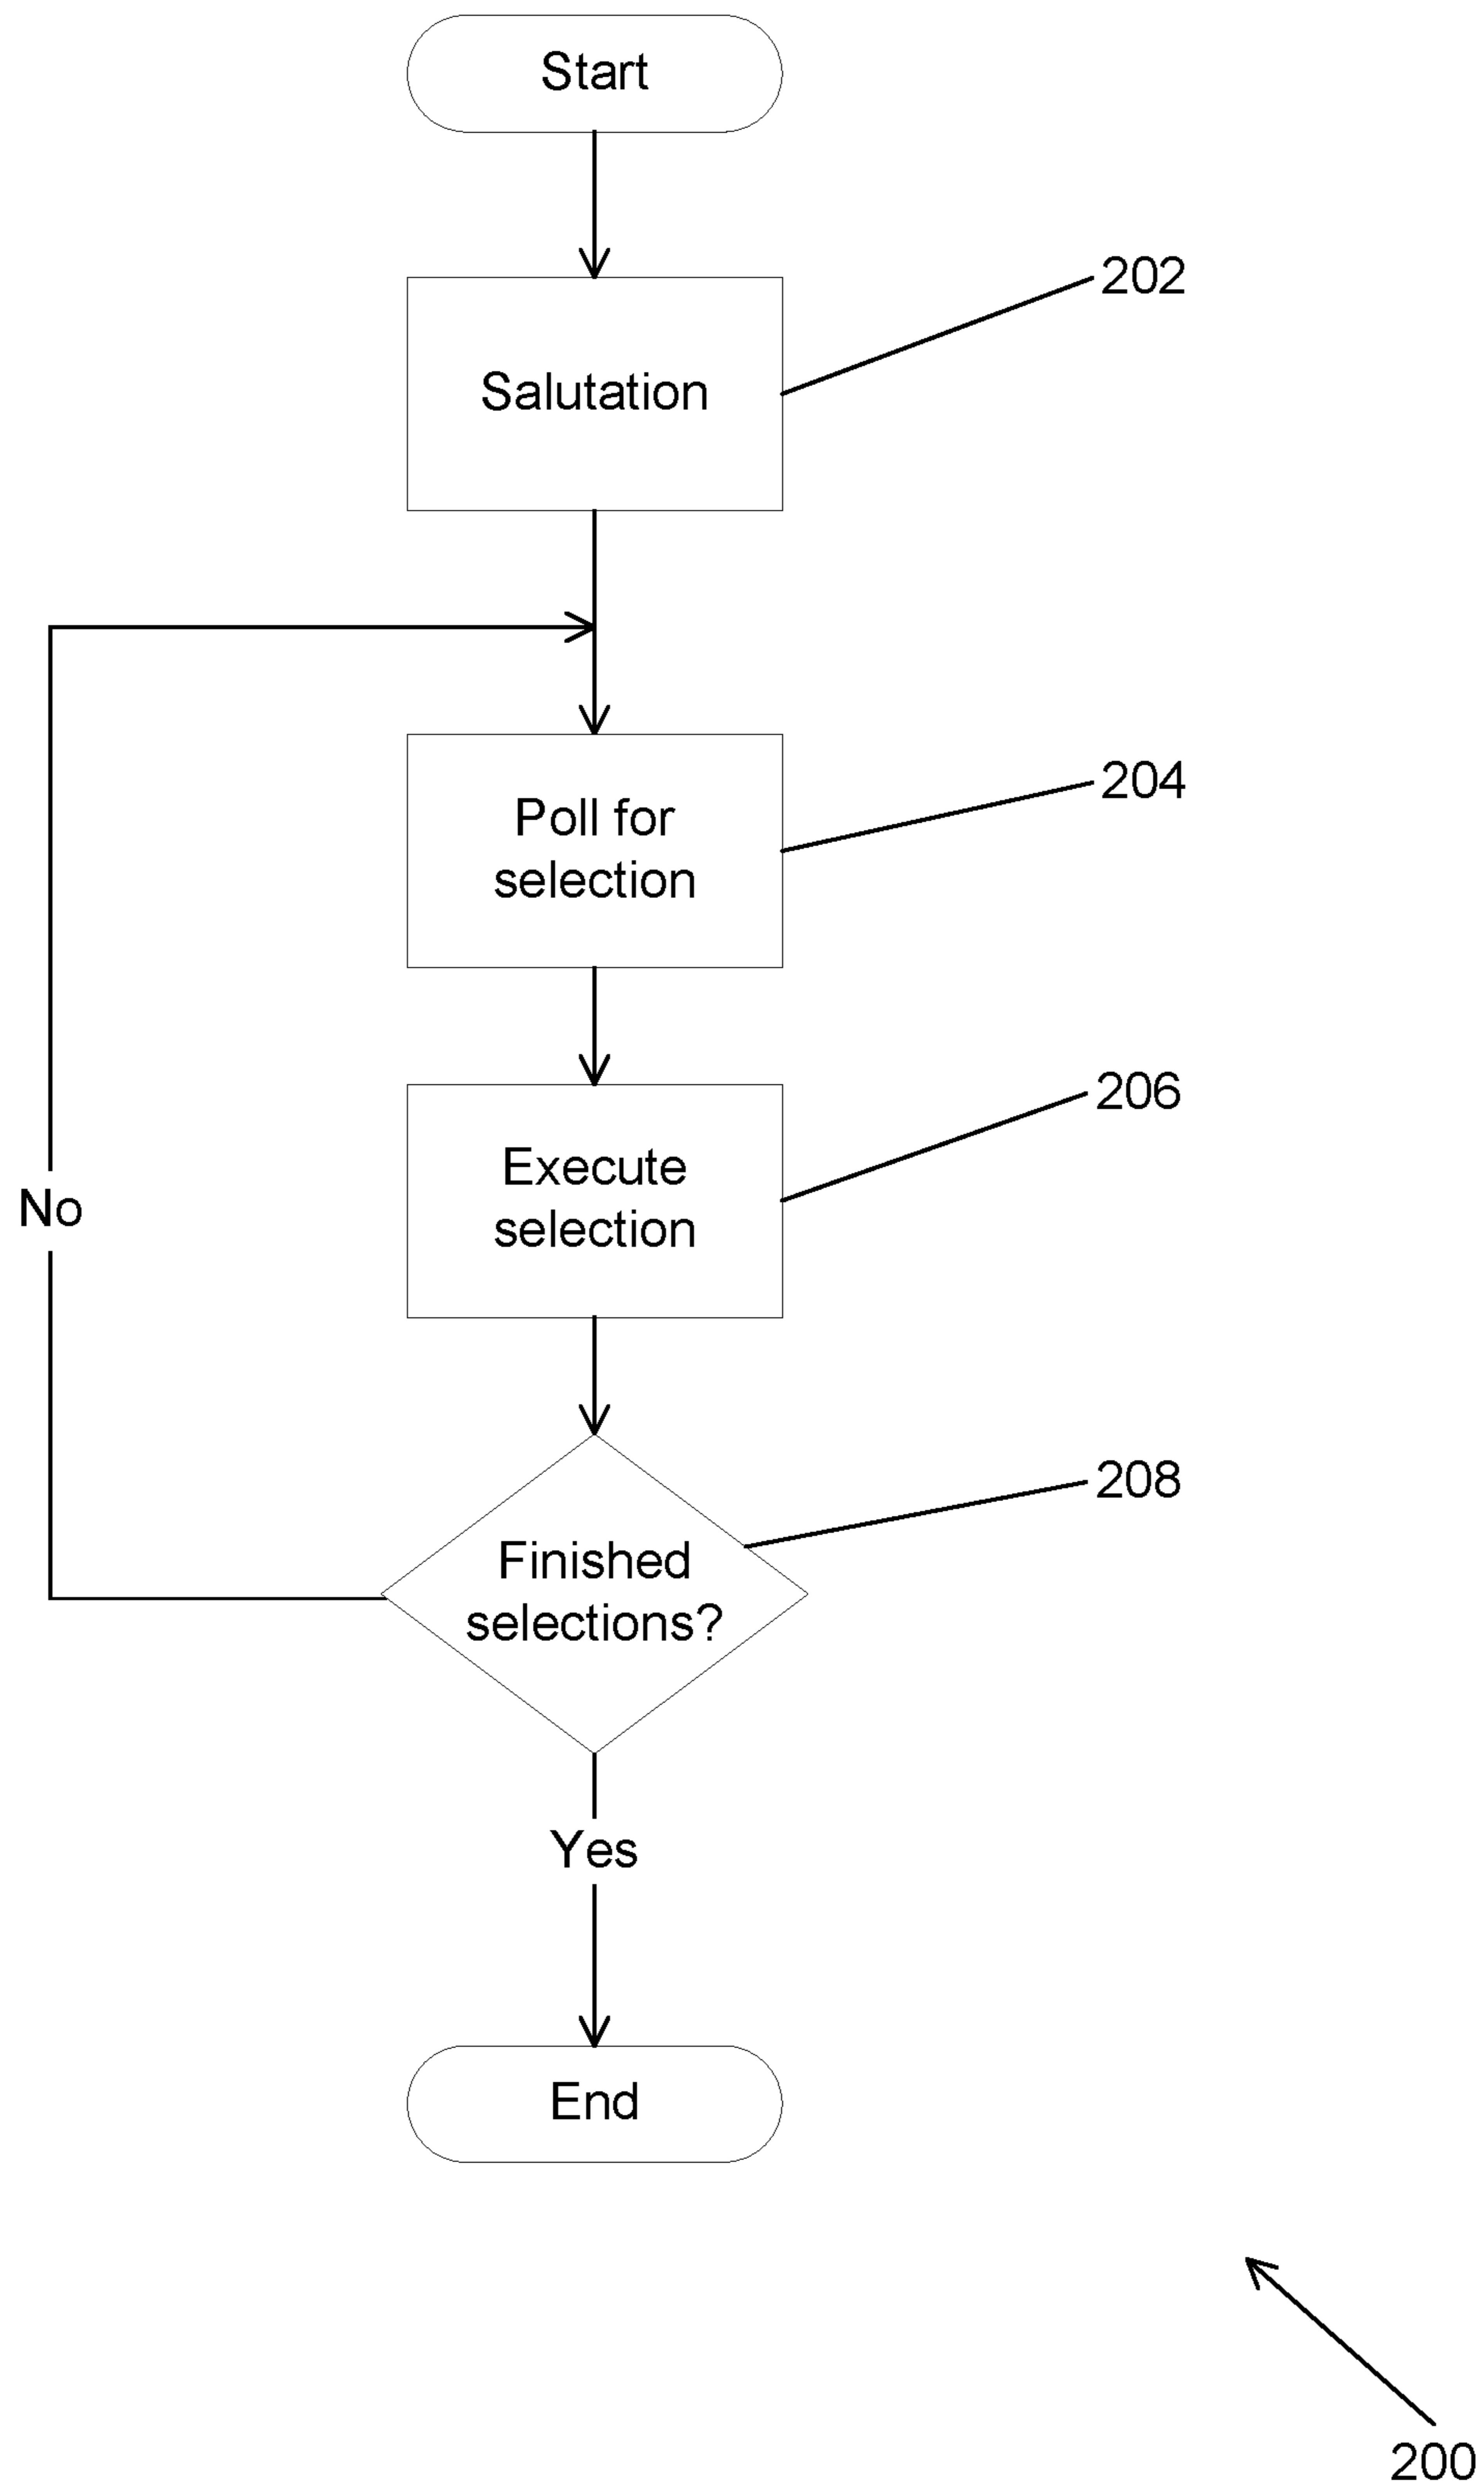 Start
202
Salutation
204
Poll for
selection
206
Execute
selection
No
208
Finished
selections?
Yes
End
200